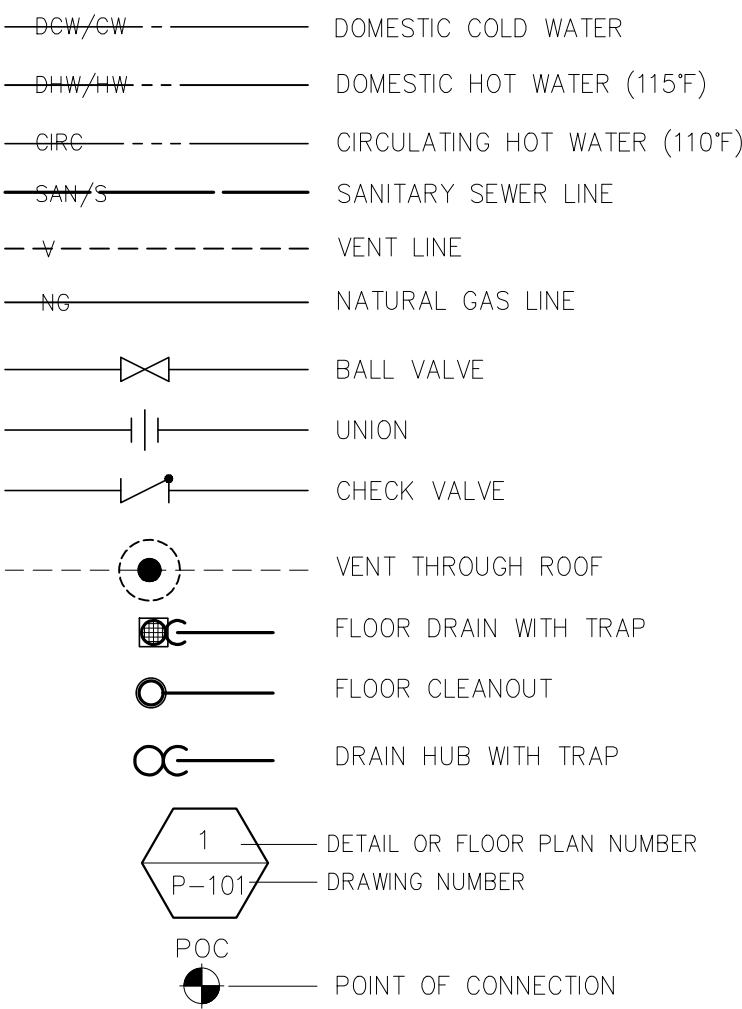 DCW/CW DOMESTIC COLD WATER
DHW/HW DOMESTIC HOT WATER (115°F)
CIRC CIRCULATING HOT WATER (110°F)
SAN/S SANITARY SEWER LINE
V VENT LINE
NG NATURAL GAS LINE
BALL VALVE
UNION
CHECK VALVE
VENT THROUGH ROOF
FLOOR DRAIN WITH TRAP
FLOOR CLEANOUT
DRAIN HUB WITH TRAP
1 DETAIL OR FLOOR PLAN NUMBER
P-101 DRAWING NUMBER
POC
POINT OF CONNECTION